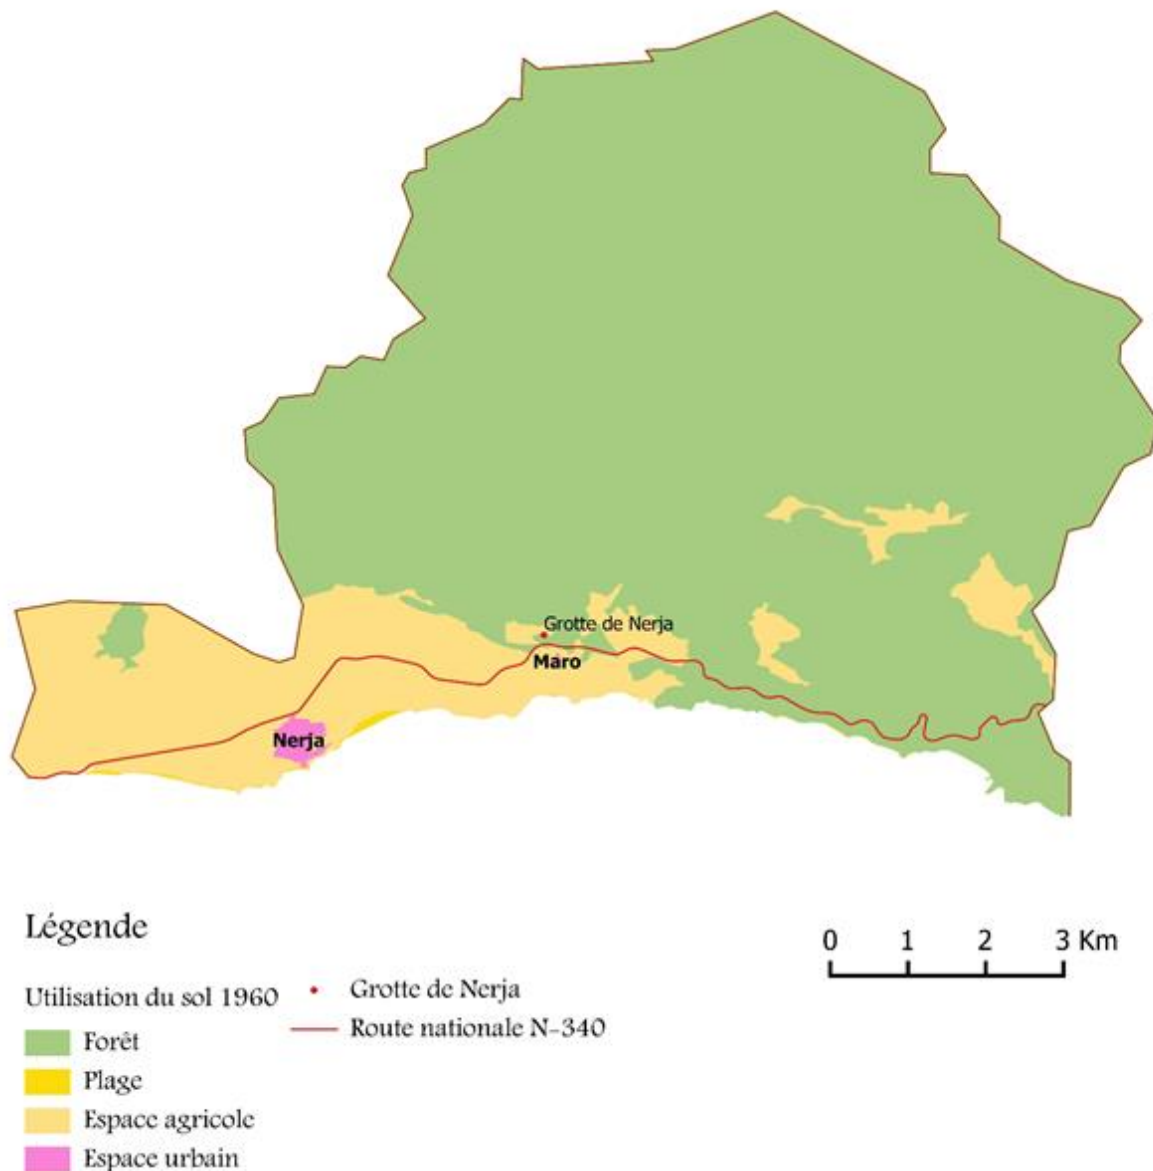 Grotte de Nerja
Maro
Nerja
Légende
0 1 2 3 Km
Utilisation du sol 1960
Grotte de Nerja
Route nationale N-340
Forêt
Plage
Espace agricole
Espace urbain